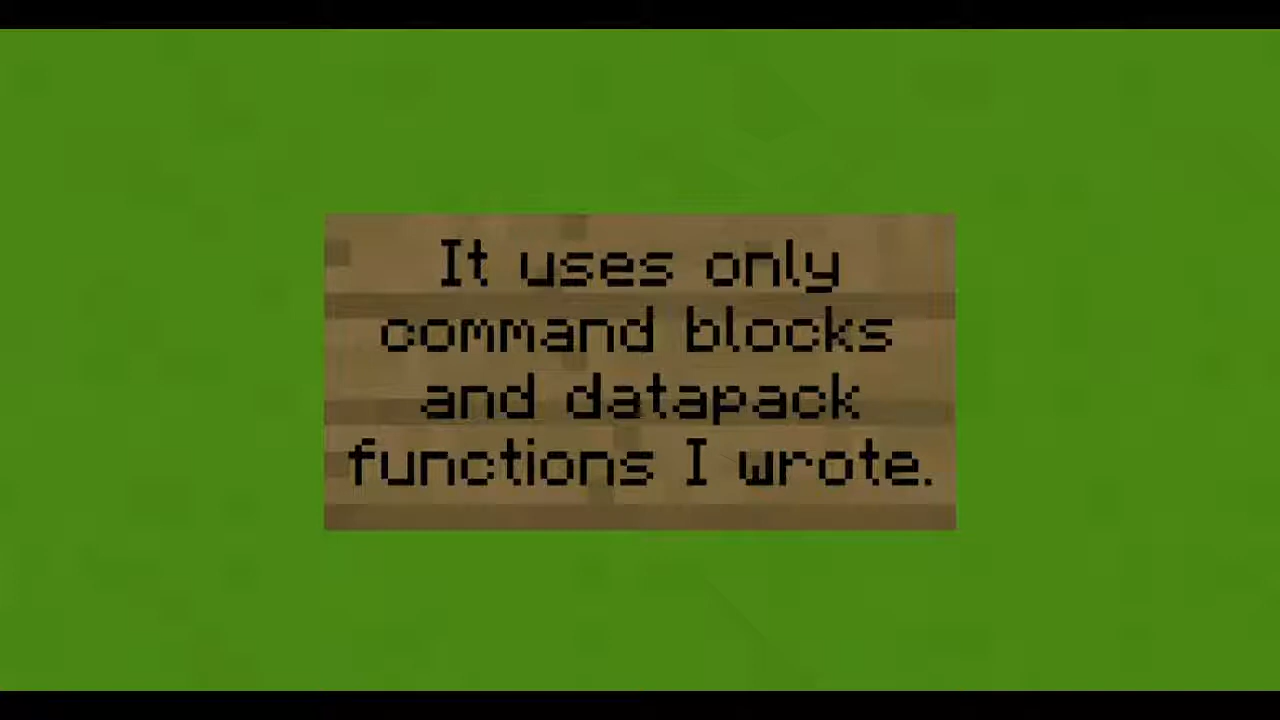 It uses only
command blocks
and datapack
functions I wrote.